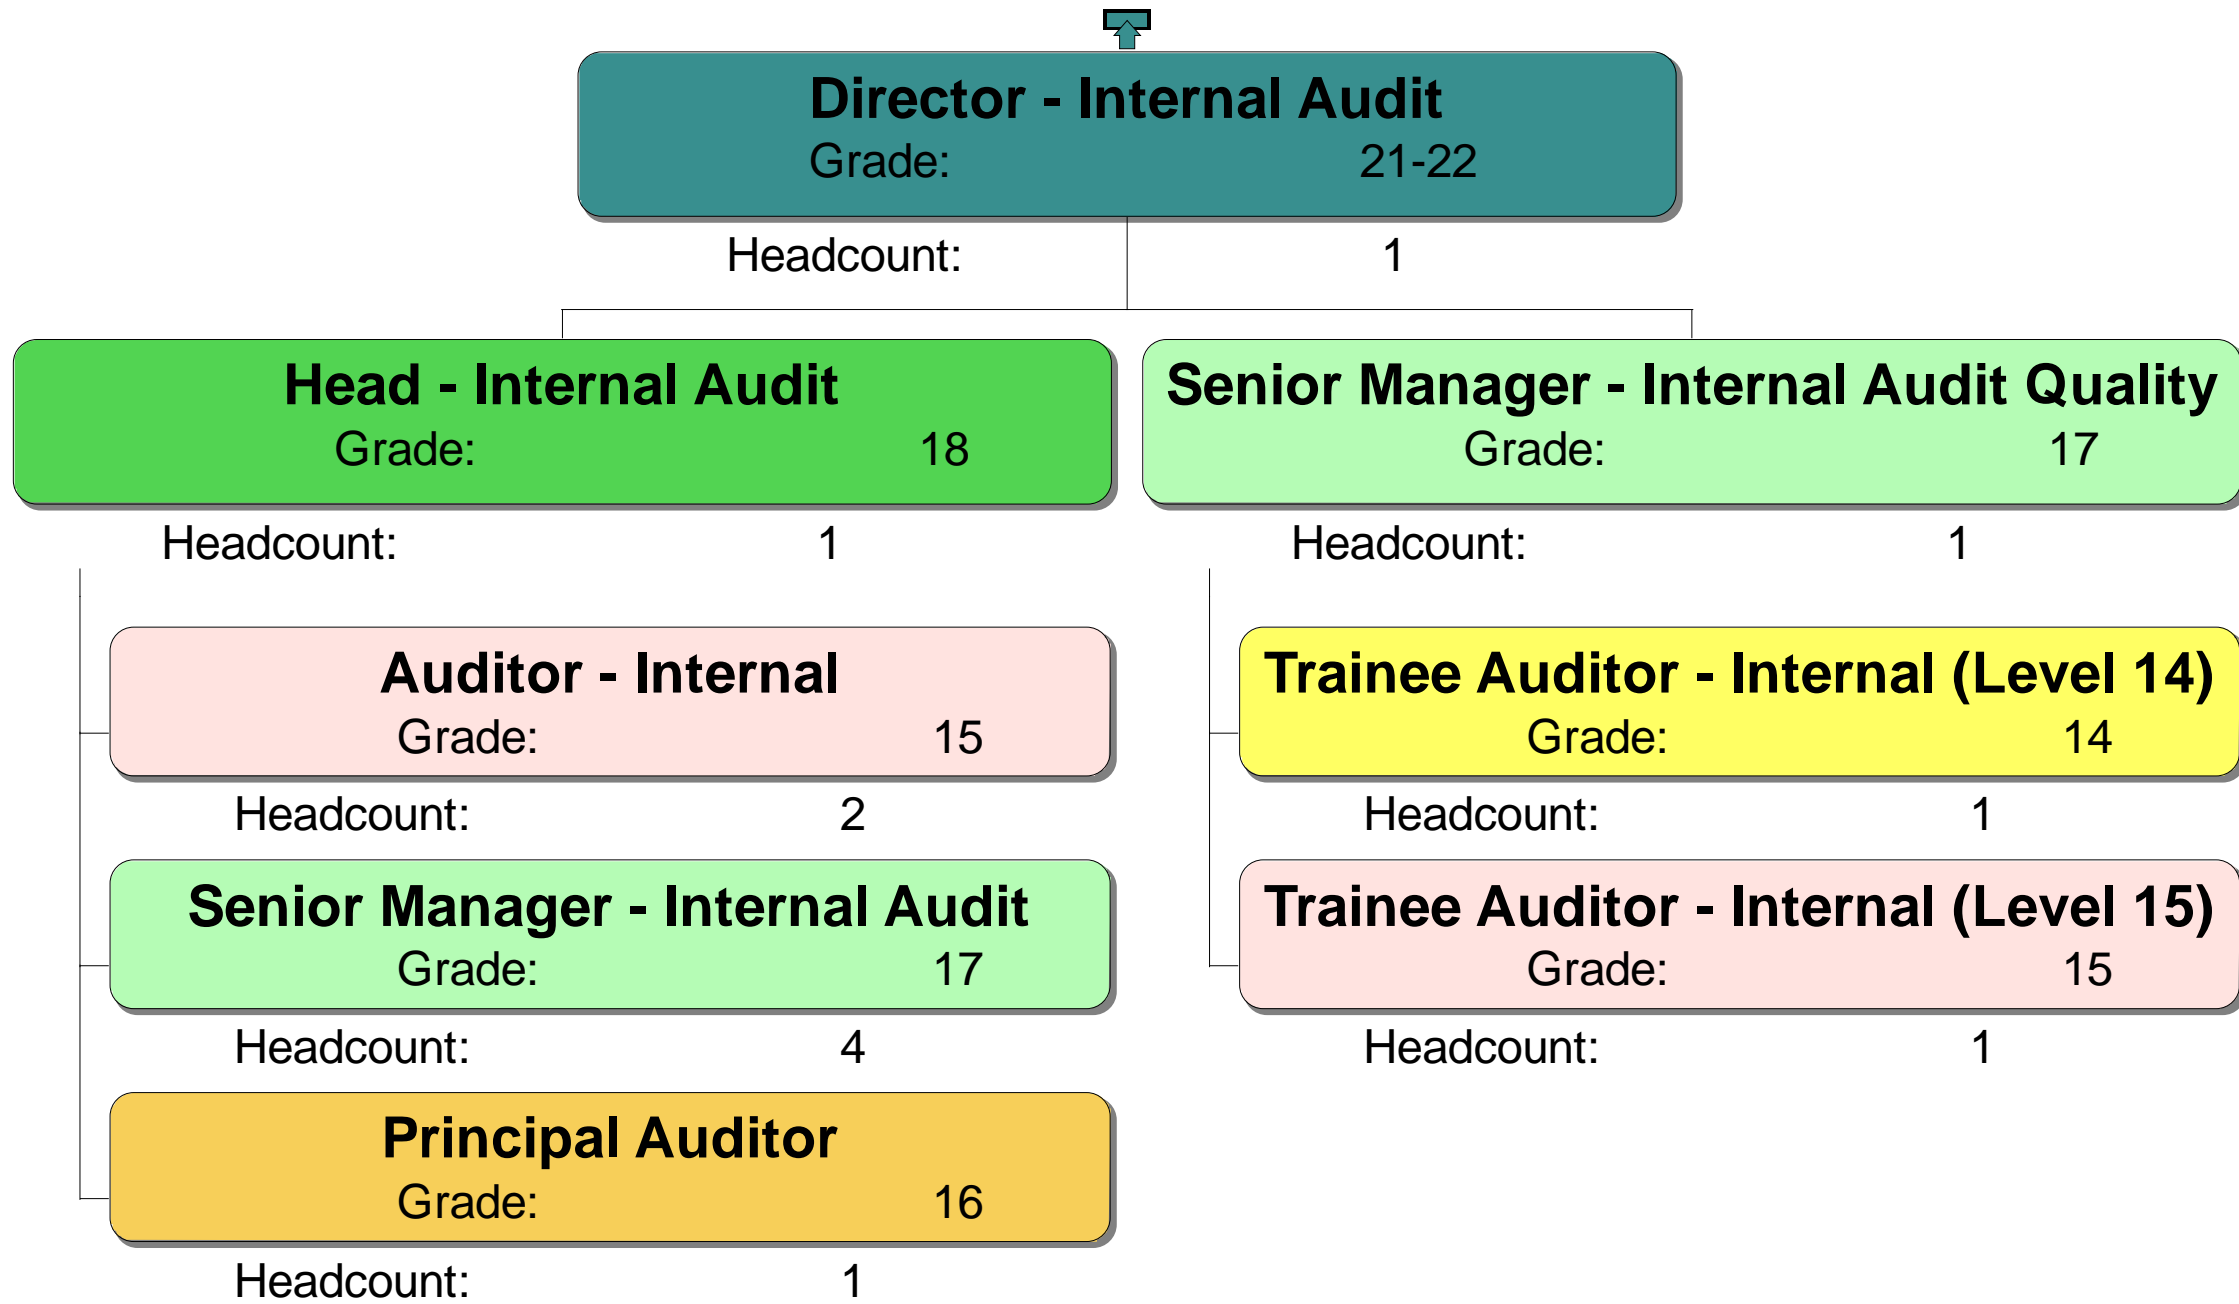 Director - Internal Audit
Grade: 21-22
Headcount: 1
Head - Internal Audit
Grade: 18
Headcount: 1
Auditor - Internal
Grade: 15
Headcount: 2
Senior Manager - Internal Audit
Grade: 17
Headcount: 4
Principal Auditor
Grade: 16
Headcount: 1
Senior Manager - Internal Audit Quality
Grade: 17
Headcount: 1
Trainee Auditor - Internal (Level 14)
Grade: 14
Headcount: 1
Trainee Auditor - Internal (Level 15)
Grade: 15
Headcount: 1